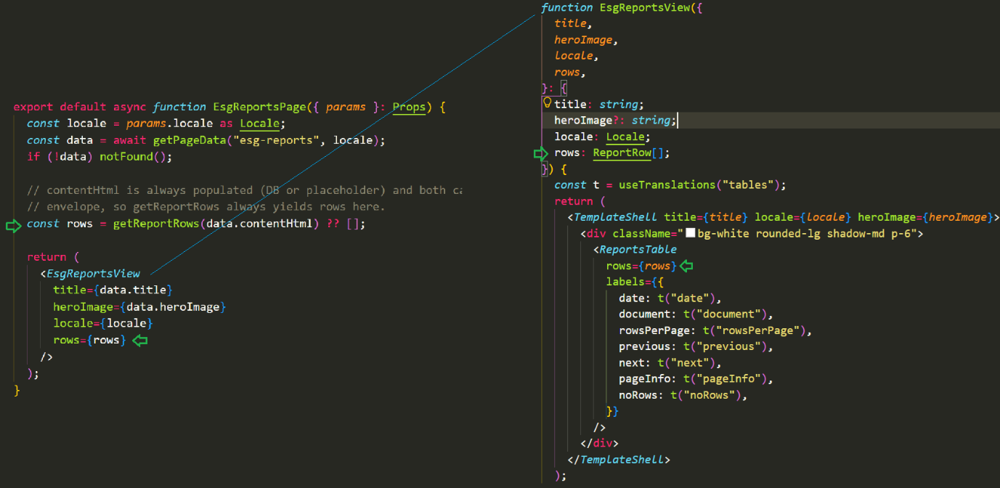 export default async function EsgReportsPage({ params }: Props) {
const locale = params.locale as Locale;
const data = await getPageData("esg-reports", locale);
if (!data) notFound();
// contentHtml is always populated (DB or placeholder) and both
// envelope, so getReportRows always yields rows here.
const rows = getReportRows(data.contentHtml) ?? [];
return (
<EsgReportsView
title={data.title}
heroImage={data.heroImage}
locale={locale}
rows={rows}
/>
);
}
function EsgReportsView({
title,
heroImage,
locale,
rows,
}: {
title: string;
heroImage?: string;
locale: Locale;
rows: ReportRow[];
}) {
const t = useTranslations("tables");
return (
<TemplateShell title={title} locale={locale} heroImage={heroImage}>
<div className="bg-white rounded-lg shadow-md p-6">
<ReportsTable
rows={rows}
labels={{
date: t("date"),
document: t("document"),
rowsPerPage: t("rowsPerPage"),
previous: t("previous"),
next: t("next"),
pageInfo: t("pageInfo"),
noRows: t("noRows"),
}}
/>
</div>
</TemplateShell>
);